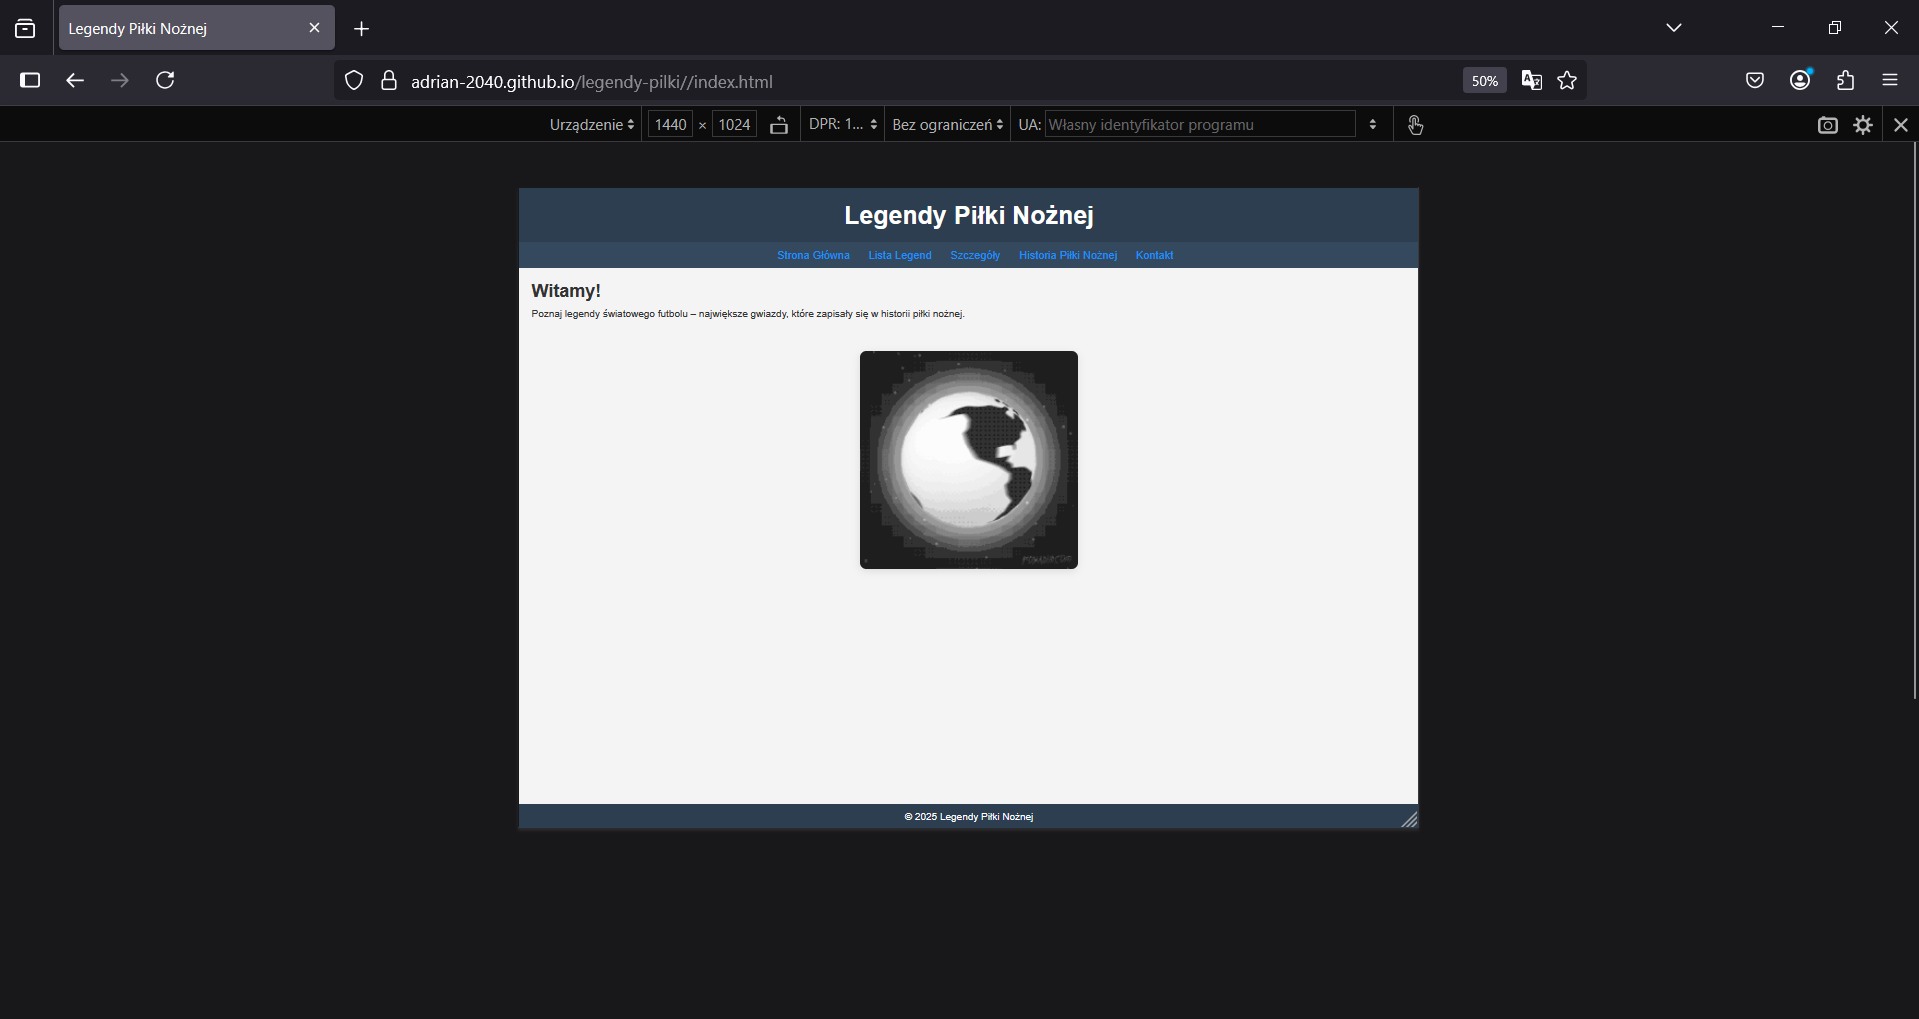 Legendy Piłki Nożnej
adrian-2040.github.io/legendy-pilki//index.html
50%
Urządzenie 1440 × 1024 DPR: 1... Bez ograniczeń UA: Własny identyfikator programu
Legendy Piłki Nożnej
Strona Główna Lista Legend Szczegóły Historia Piłki Nożnej Kontakt
Witamy!
Poznaj legendy światowego futbolu – największe gwiazdy, które zapisały się w historii piłki nożnej.
© 2025 Legendy Piłki Nożnej